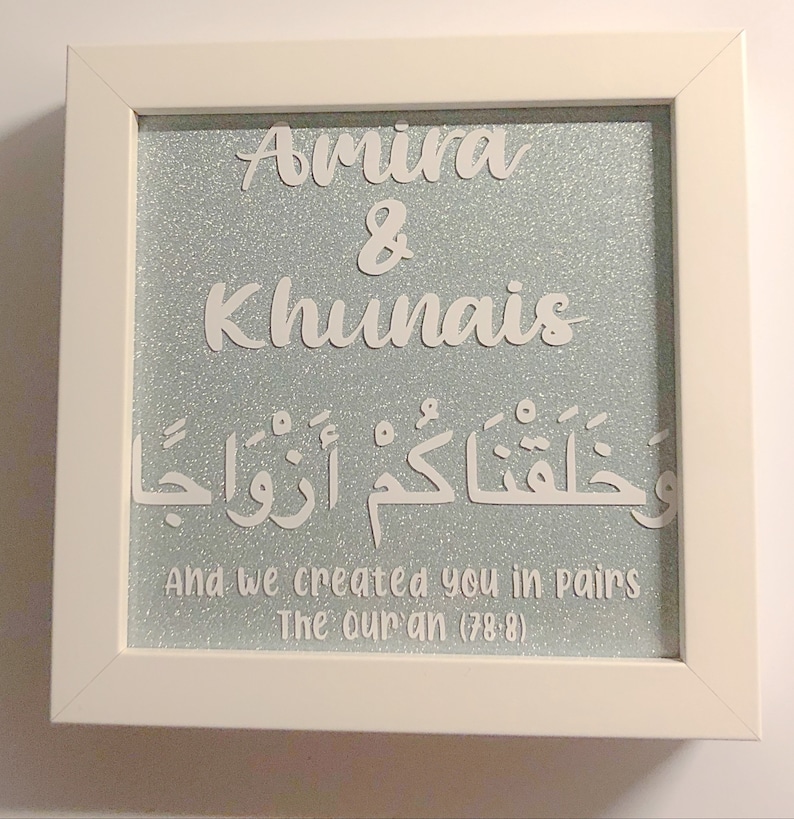 Amira
&
Khunais
وَخَلَقْنَاكُمْ أَزْوَاجًا
And we created you in pairs
The Qur'an (78:8)